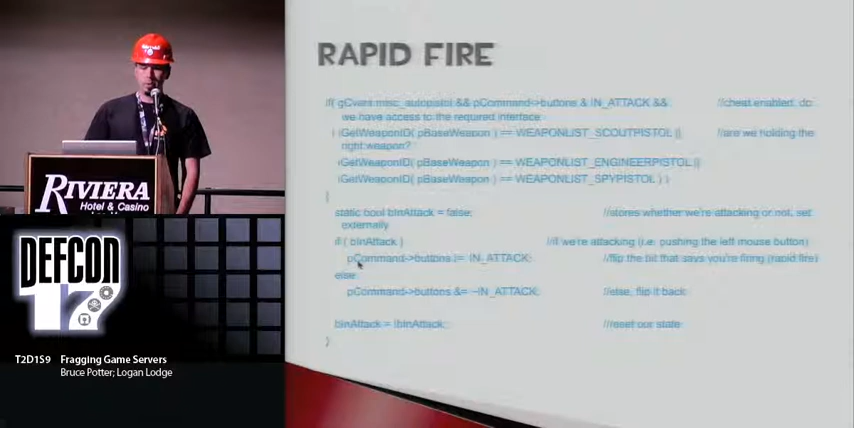 RAPID FIRE
if( gCvars.misc_autopistol && pCommand->buttons & IN_ATTACK && //cheat enabled, do
we have access to the required interface
( iGetWeaponID( pBaseWeapon ) == WEAPONLIST_SCOUTPISTOL || //are we holding the
right weapon?
iGetWeaponID( pBaseWeapon ) == WEAPONLIST_ENGINEERPISTOL ||
iGetWeaponID( pBaseWeapon ) == WEAPONLIST_SPYPISTOL ) )
{
static bool bInAttack = false; //stores whether we're attacking or not, set
externally
if ( bInAttack ) //if we're attacking (i.e. pushing the left mouse button)
pCommand->buttons |= IN_ATTACK; //flip the bit that says you're firing (rapid fire)
else
pCommand->buttons &= ~IN_ATTACK; //else, flip it back
bInAttack = !bInAttack; //reset our state
}
RIVIERA
Hotel & Casino
DEFCON
17
T2D1S9 Fragging Game Servers
Bruce Potter; Logan Lodge